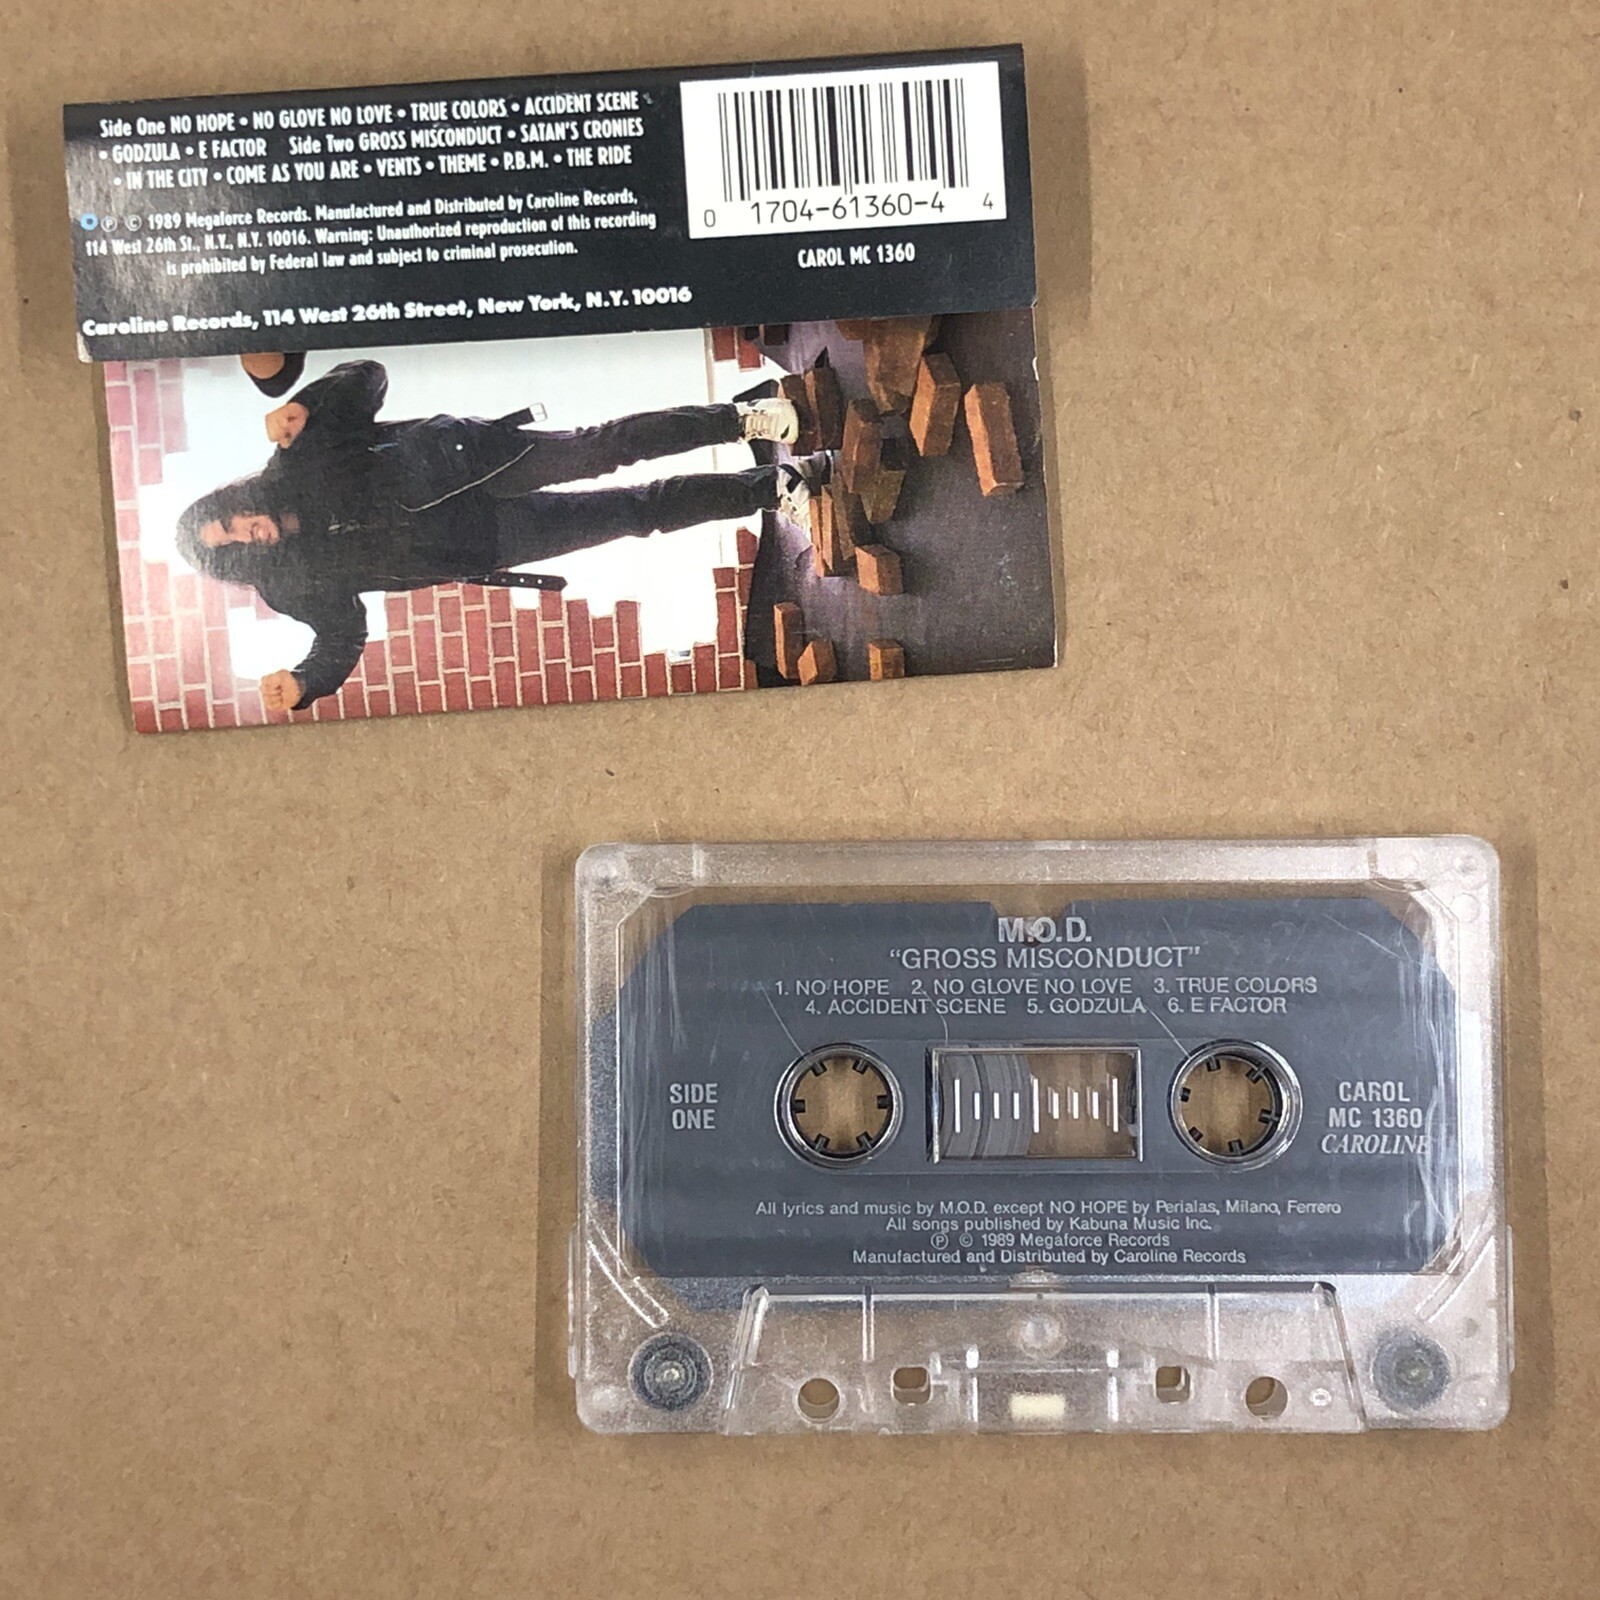 Side One NO HOPE • NO GLOVE NO LOVE • TRUE COLORS • ACCIDENT SCENE
• GODZULA • E FACTOR Side Two GROSS MISCONDUCT • SATAN'S CRONIES
• IN THE CITY • COME AS YOU ARE • VENTS • THEME • P.B.M. • THE RIDE
Ⓟ © 1989 Megaforce Records. Manufactured and Distributed by Caroline Records,
114 West 26th St., N.Y., N.Y. 10016. Warning: Unauthorized reproduction of this recording
is prohibited by Federal law and subject to criminal prosecution.
Caroline Records, 114 West 26th Street, New York, N.Y. 10016
0 1704-61360-4 4
CAROL MC 1360
M.O.D.
"GROSS MISCONDUCT"
1. NO HOPE 2. NO GLOVE NO LOVE 3. TRUE COLORS
4. ACCIDENT SCENE 5. GODZULA 6. E FACTOR
SIDE
ONE
CAROL
MC 1360
CAROLINE
All lyrics and music by M.O.D. except NO HOPE by Perialas, Milano, Ferrero
All songs published by Kabuna Music Inc.
Ⓟ © 1989 Megaforce Records
Manufactured and Distributed by Caroline Records